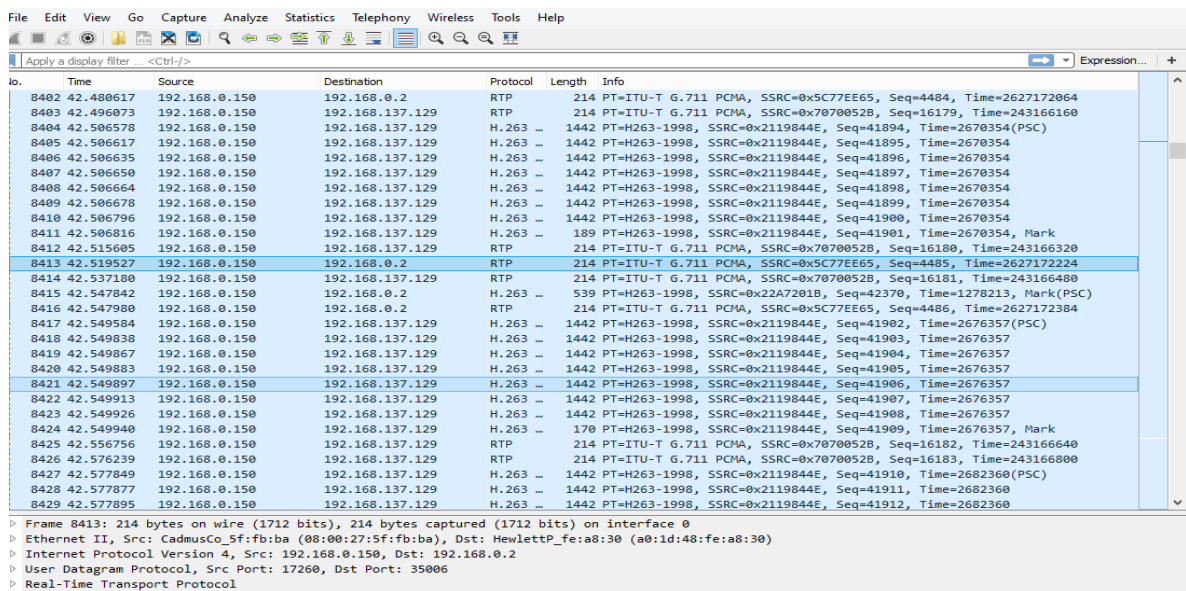 File Edit View Go Capture Analyze Statistics Telephony Wireless Tools Help
Apply a display filter ... <Ctrl-/>
Expression... +
No. Time Source Destination Protocol Length Info
8402 42.480617 192.168.0.150 192.168.0.2 RTP 214 PT=ITU-T G.711 PCMA, SSRC=0x5C77EE65, Seq=4484, Time=2627172064
8403 42.496073 192.168.0.150 192.168.137.129 RTP 214 PT=ITU-T G.711 PCMA, SSRC=0x7070052B, Seq=16179, Time=243166160
8404 42.506578 192.168.0.150 192.168.137.129 H.263 … 1442 PT=H263-1998, SSRC=0x2119844E, Seq=41894, Time=2670354(PSC)
8405 42.506617 192.168.0.150 192.168.137.129 H.263 … 1442 PT=H263-1998, SSRC=0x2119844E, Seq=41895, Time=2670354
8406 42.506635 192.168.0.150 192.168.137.129 H.263 … 1442 PT=H263-1998, SSRC=0x2119844E, Seq=41896, Time=2670354
8407 42.506650 192.168.0.150 192.168.137.129 H.263 … 1442 PT=H263-1998, SSRC=0x2119844E, Seq=41897, Time=2670354
8408 42.506664 192.168.0.150 192.168.137.129 H.263 … 1442 PT=H263-1998, SSRC=0x2119844E, Seq=41898, Time=2670354
8409 42.506678 192.168.0.150 192.168.137.129 H.263 … 1442 PT=H263-1998, SSRC=0x2119844E, Seq=41899, Time=2670354
8410 42.506796 192.168.0.150 192.168.137.129 H.263 … 1442 PT=H263-1998, SSRC=0x2119844E, Seq=41900, Time=2670354
8411 42.506816 192.168.0.150 192.168.137.129 H.263 … 189 PT=H263-1998, SSRC=0x2119844E, Seq=41901, Time=2670354, Mark
8412 42.515605 192.168.0.150 192.168.137.129 RTP 214 PT=ITU-T G.711 PCMA, SSRC=0x7070052B, Seq=16180, Time=243166320
8413 42.519527 192.168.0.150 192.168.0.2 RTP 214 PT=ITU-T G.711 PCMA, SSRC=0x5C77EE65, Seq=4485, Time=2627172224
8414 42.537180 192.168.0.150 192.168.137.129 RTP 214 PT=ITU-T G.711 PCMA, SSRC=0x7070052B, Seq=16181, Time=243166480
8415 42.547842 192.168.0.150 192.168.0.2 H.263 … 539 PT=H263-1998, SSRC=0x22A7201B, Seq=42370, Time=1278213, Mark(PSC)
8416 42.547980 192.168.0.150 192.168.0.2 RTP 214 PT=ITU-T G.711 PCMA, SSRC=0x5C77EE65, Seq=4486, Time=2627172384
8417 42.549584 192.168.0.150 192.168.137.129 H.263 … 1442 PT=H263-1998, SSRC=0x2119844E, Seq=41902, Time=2676357(PSC)
8418 42.549838 192.168.0.150 192.168.137.129 H.263 … 1442 PT=H263-1998, SSRC=0x2119844E, Seq=41903, Time=2676357
8419 42.549867 192.168.0.150 192.168.137.129 H.263 … 1442 PT=H263-1998, SSRC=0x2119844E, Seq=41904, Time=2676357
8420 42.549883 192.168.0.150 192.168.137.129 H.263 … 1442 PT=H263-1998, SSRC=0x2119844E, Seq=41905, Time=2676357
8421 42.549897 192.168.0.150 192.168.137.129 H.263 … 1442 PT=H263-1998, SSRC=0x2119844E, Seq=41906, Time=2676357
8422 42.549913 192.168.0.150 192.168.137.129 H.263 … 1442 PT=H263-1998, SSRC=0x2119844E, Seq=41907, Time=2676357
8423 42.549926 192.168.0.150 192.168.137.129 H.263 … 1442 PT=H263-1998, SSRC=0x2119844E, Seq=41908, Time=2676357
8424 42.549940 192.168.0.150 192.168.137.129 H.263 … 170 PT=H263-1998, SSRC=0x2119844E, Seq=41909, Time=2676357, Mark
8425 42.556756 192.168.0.150 192.168.137.129 RTP 214 PT=ITU-T G.711 PCMA, SSRC=0x7070052B, Seq=16182, Time=243166640
8426 42.576239 192.168.0.150 192.168.137.129 RTP 214 PT=ITU-T G.711 PCMA, SSRC=0x7070052B, Seq=16183, Time=243166800
8427 42.577849 192.168.0.150 192.168.137.129 H.263 … 1442 PT=H263-1998, SSRC=0x2119844E, Seq=41910, Time=2682360(PSC)
8428 42.577877 192.168.0.150 192.168.137.129 H.263 … 1442 PT=H263-1998, SSRC=0x2119844E, Seq=41911, Time=2682360
8429 42.577895 192.168.0.150 192.168.137.129 H.263 … 1442 PT=H263-1998, SSRC=0x2119844E, Seq=41912, Time=2682360
Frame 8413: 214 bytes on wire (1712 bits), 214 bytes captured (1712 bits) on interface 0
Ethernet II, Src: CadmusCo_5f:fb:ba (08:00:27:5f:fb:ba), Dst: HewlettP_fe:a8:30 (a0:1d:48:fe:a8:30)
Internet Protocol Version 4, Src: 192.168.0.150, Dst: 192.168.0.2
User Datagram Protocol, Src Port: 17260, Dst Port: 35006
Real-Time Transport Protocol